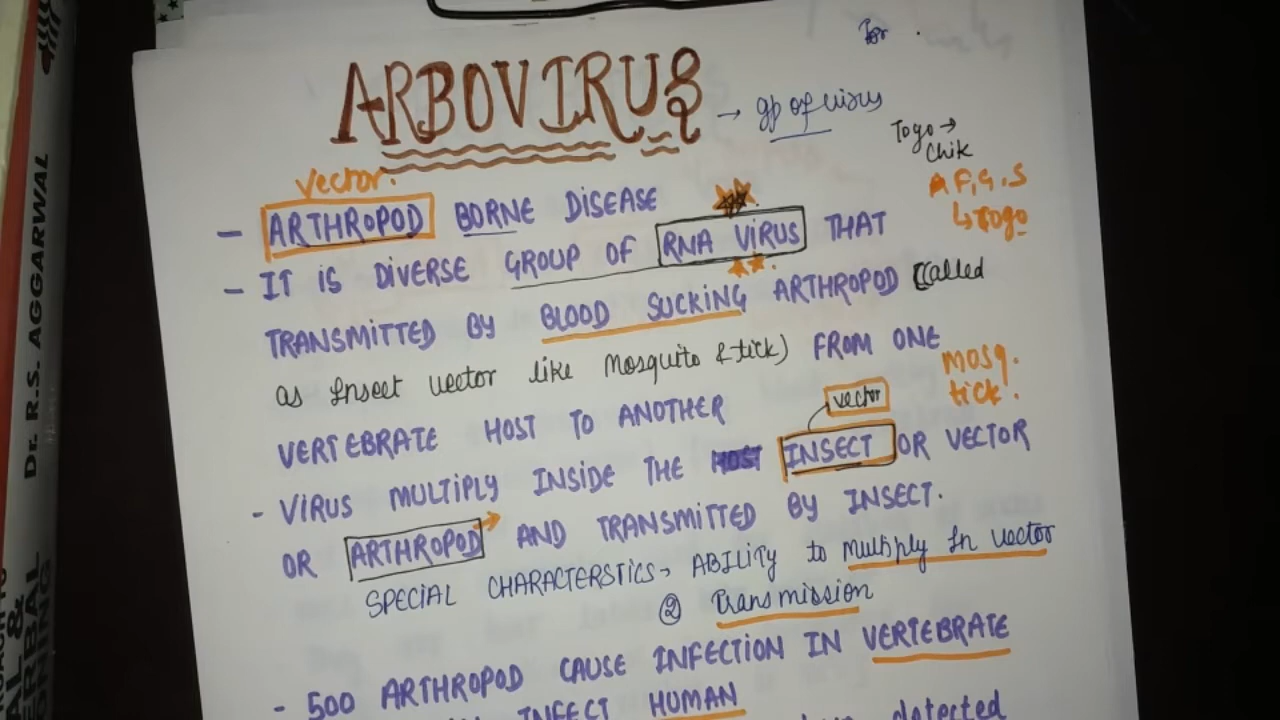 For
ARBOVIRUS → gp of virus
Togo →
Chik
vector.
A F, G, S
↳ Togo
— ARTHROPOD BORNE DISEASE
— IT IS DIVERSE GROUP OF RNA VIRUS THAT
TRANSMITTED BY BLOOD SUCKING ARTHROPOD (Called
as Insect vector like Mosquito & tick) FROM ONE
Mosq.
tick.
VERTEBRATE HOST TO ANOTHER
vector
- VIRUS MULTIPLY INSIDE THE INSECT OR VECTOR
OR ARTHROPOD → AND TRANSMITTED BY INSECT.
SPECIAL CHARACTERSTICS → ABILITY to Multiply In vector
② Transmission
- 500 ARTHROPOD CAUSE INFECTION IN VERTEBRATE
INFECT HUMAN
detected
Dr. R.S. AGGARWAL